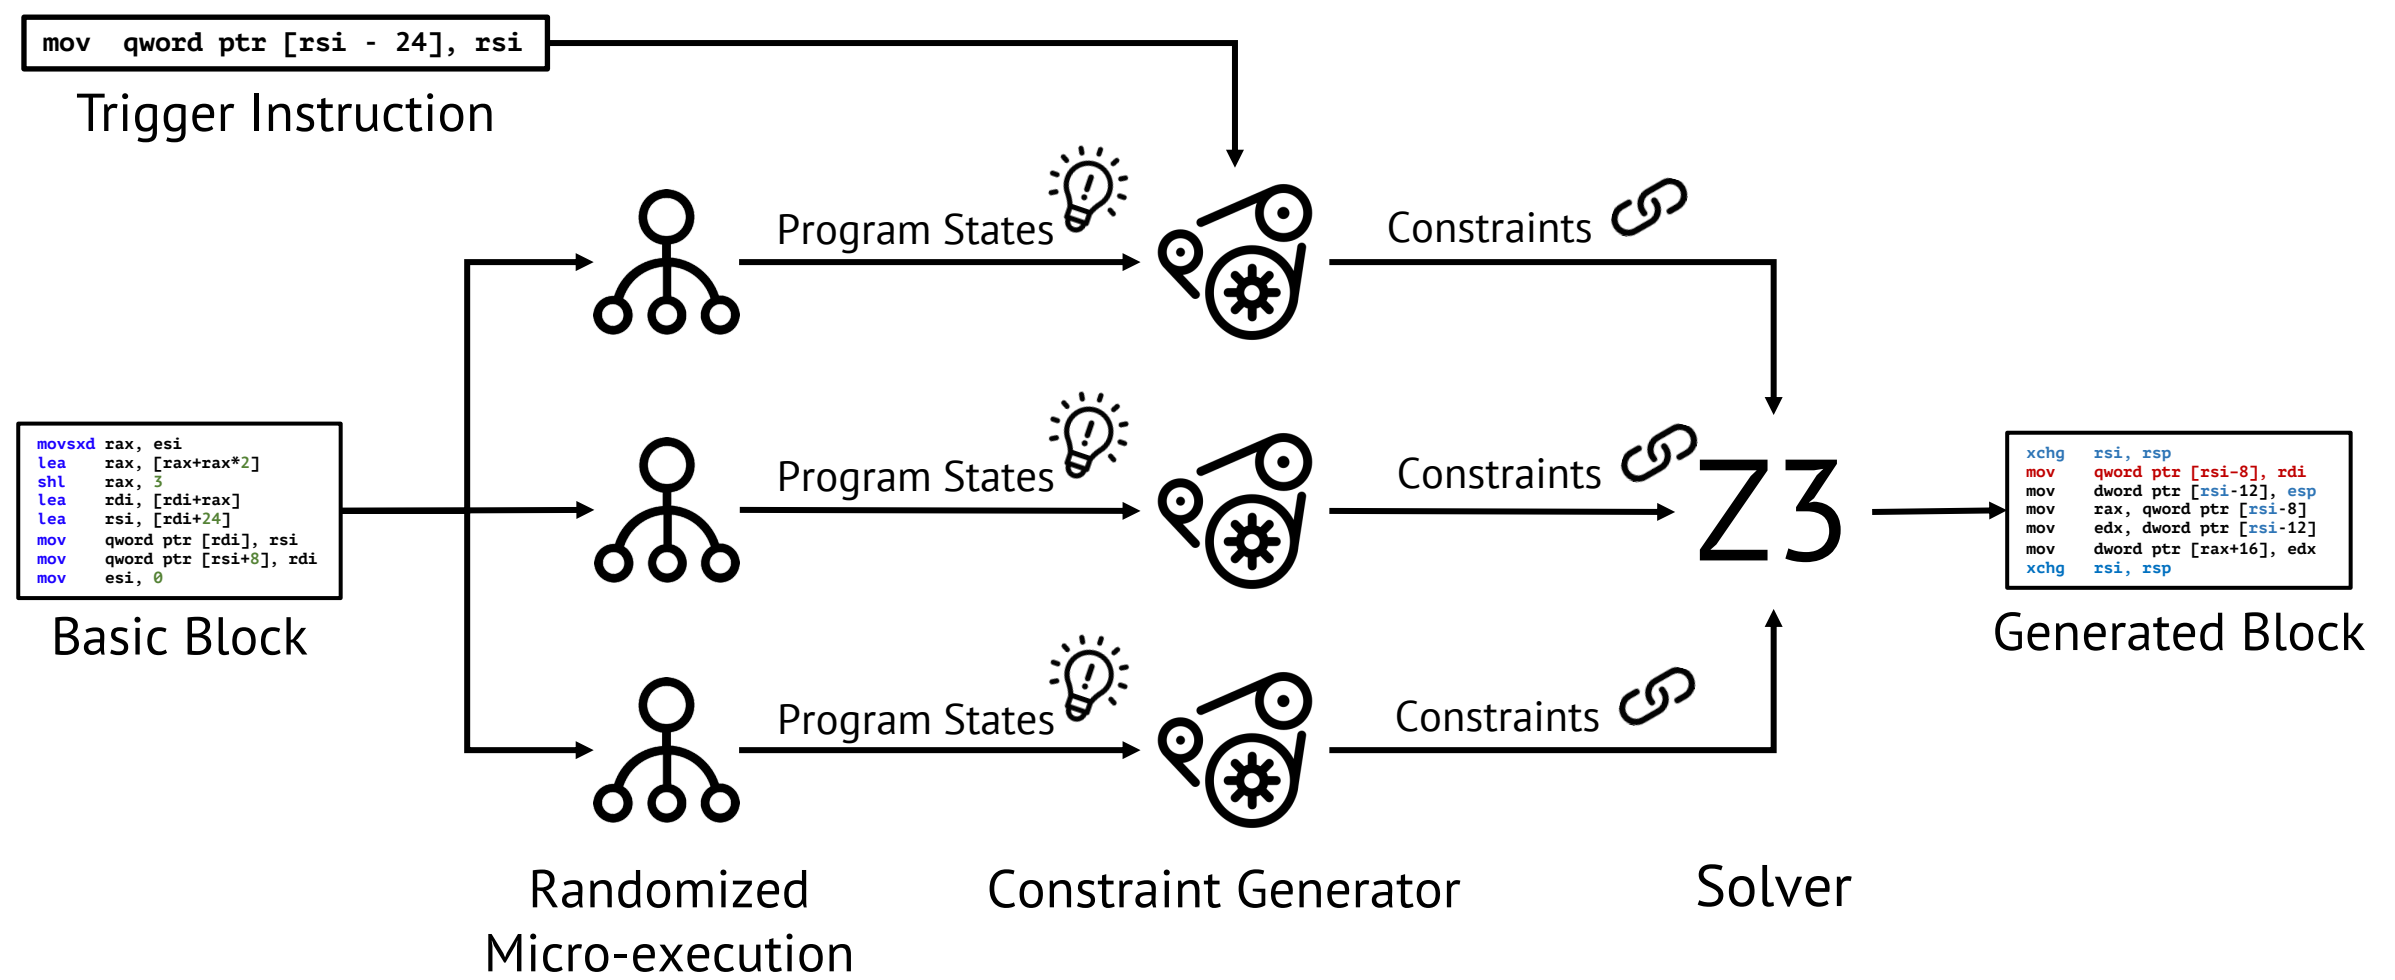 mov  qword ptr [rsi - 24], rsi
Trigger Instruction
Program States
Constraints
movsxd rax, esi
lea    rax, [rax+rax*2]
shl    rax, 3
lea    rdi, [rdi+rax]
lea    rsi, [rdi+24]
mov    qword ptr [rdi], rsi
mov    qword ptr [rsi+8], rdi
mov    esi, 0
Basic Block
Program States
Constraints
Z3
xchg   rsi, rsp
mov    qword ptr [rsi-8], rdi
mov    dword ptr [rsi-12], esp
mov    rax, qword ptr [rsi-8]
mov    edx, dword ptr [rsi-12]
mov    dword ptr [rax+16], edx
xchg   rsi, rsp
Generated Block
Program States
Constraints
Randomized
Micro-execution
Constraint Generator
Solver